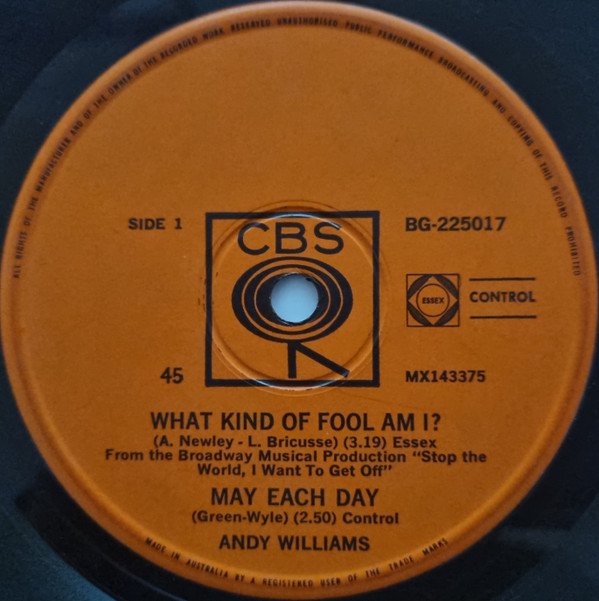 ALL RIGHTS OF THE MANUFACTURER AND OF THE OWNER OF THE RECORDED WORK RESERVED UNAUTHORISED PUBLIC PERFORMANCE BROADCASTING AND COPYING OF THIS RECORD PROHIBITED
SIDE 1
CBS
BG-225017
ESSEX
CONTROL
45
MX143375
WHAT KIND OF FOOL AM I?
(A. Newley - L. Bricusse) (3.19) Essex
From the Broadway Musical Production "Stop the
World, I Want To Get Off"
MAY EACH DAY
(Green-Wyle) (2.50) Control
ANDY WILLIAMS
MADE IN AUSTRALIA BY A REGISTERED USER OF THE TRADE MARKS